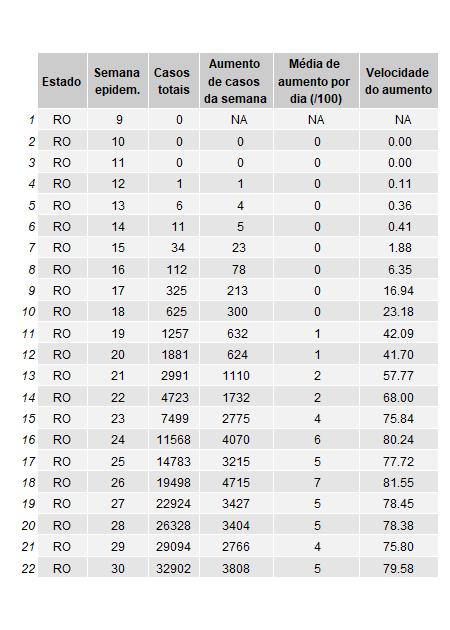 Estado Semana epidem. Casos totais Aumento de casos da semana Média de aumento por dia (/100) Velocidade do aumento
1 RO 9 0 NA NA NA
2 RO 10 0 0 0 0.00
3 RO 11 0 0 0 0.00
4 RO 12 1 1 0 0.11
5 RO 13 6 4 0 0.36
6 RO 14 11 5 0 0.41
7 RO 15 34 23 0 1.88
8 RO 16 112 78 0 6.35
9 RO 17 325 213 0 16.94
10 RO 18 625 300 0 23.18
11 RO 19 1257 632 1 42.09
12 RO 20 1881 624 1 41.70
13 RO 21 2991 1110 2 57.77
14 RO 22 4723 1732 2 68.00
15 RO 23 7499 2775 4 75.84
16 RO 24 11568 4070 6 80.24
17 RO 25 14783 3215 5 77.72
18 RO 26 19498 4715 7 81.55
19 RO 27 22924 3427 5 78.45
20 RO 28 26328 3404 5 78.38
21 RO 29 29094 2766 4 75.80
22 RO 30 32902 3808 5 79.58